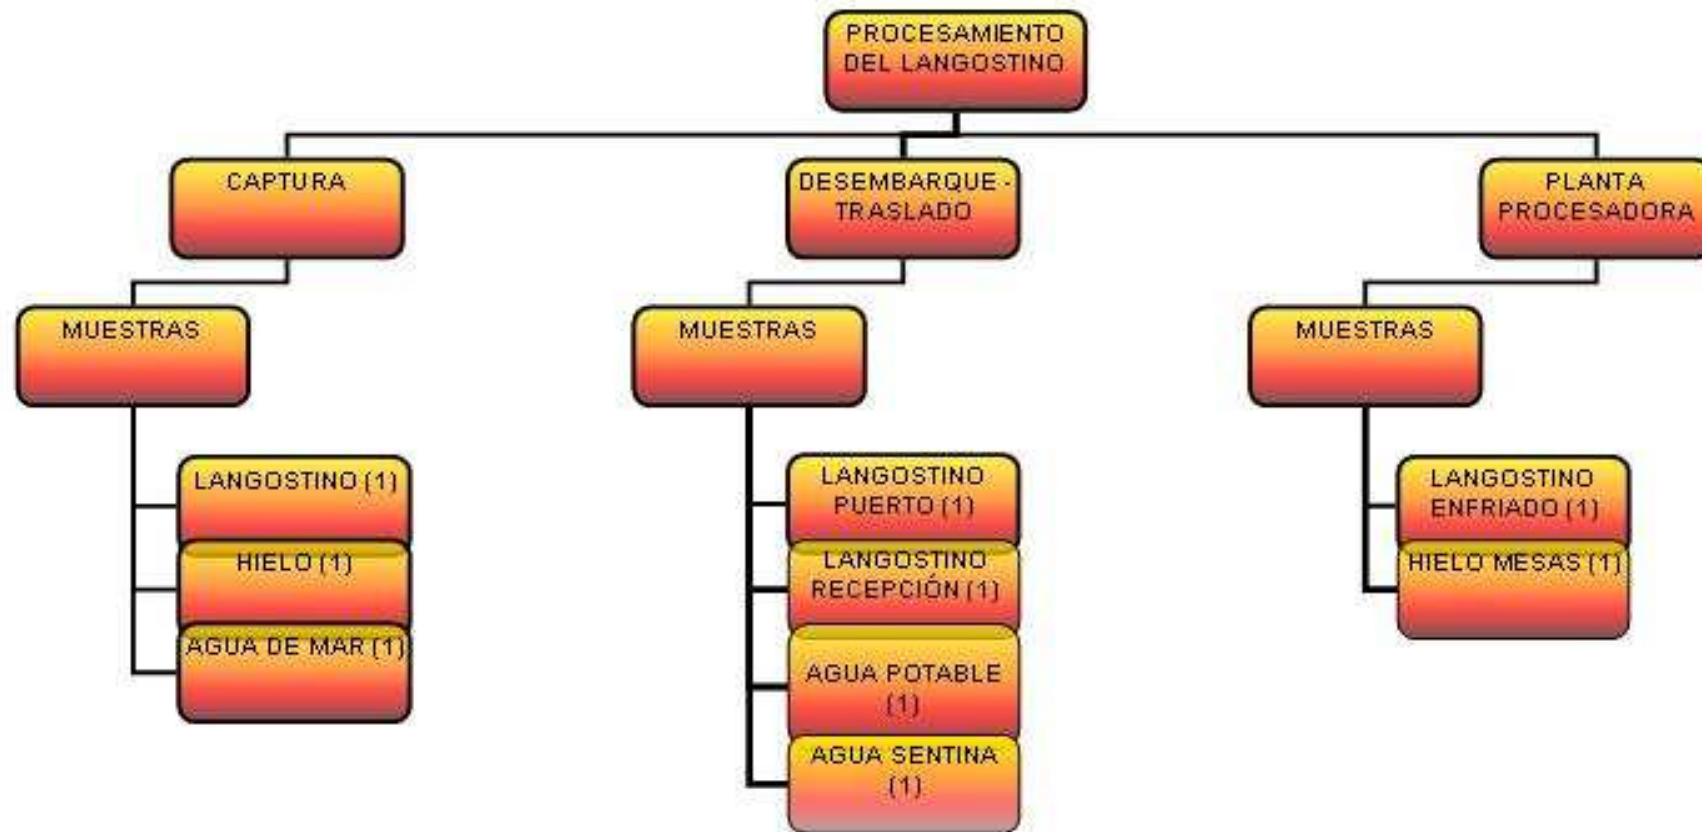 PROCESAMIENTO
DEL LANGOSTINO
CAPTURA
DESEMBARQUE -
TRASLADO
PLANTA
PROCESADORA
MUESTRAS
MUESTRAS
MUESTRAS
LANGOSTINO (1)
HIELO (1)
AGUA DE MAR (1)
LANGOSTINO
PUERTO (1)
LANGOSTINO
RECEPCIÓN (1)
AGUA POTABLE
(1)
AGUA SENTINA
(1)
LANGOSTINO
ENFRIADO (1)
HIELO MESAS (1)